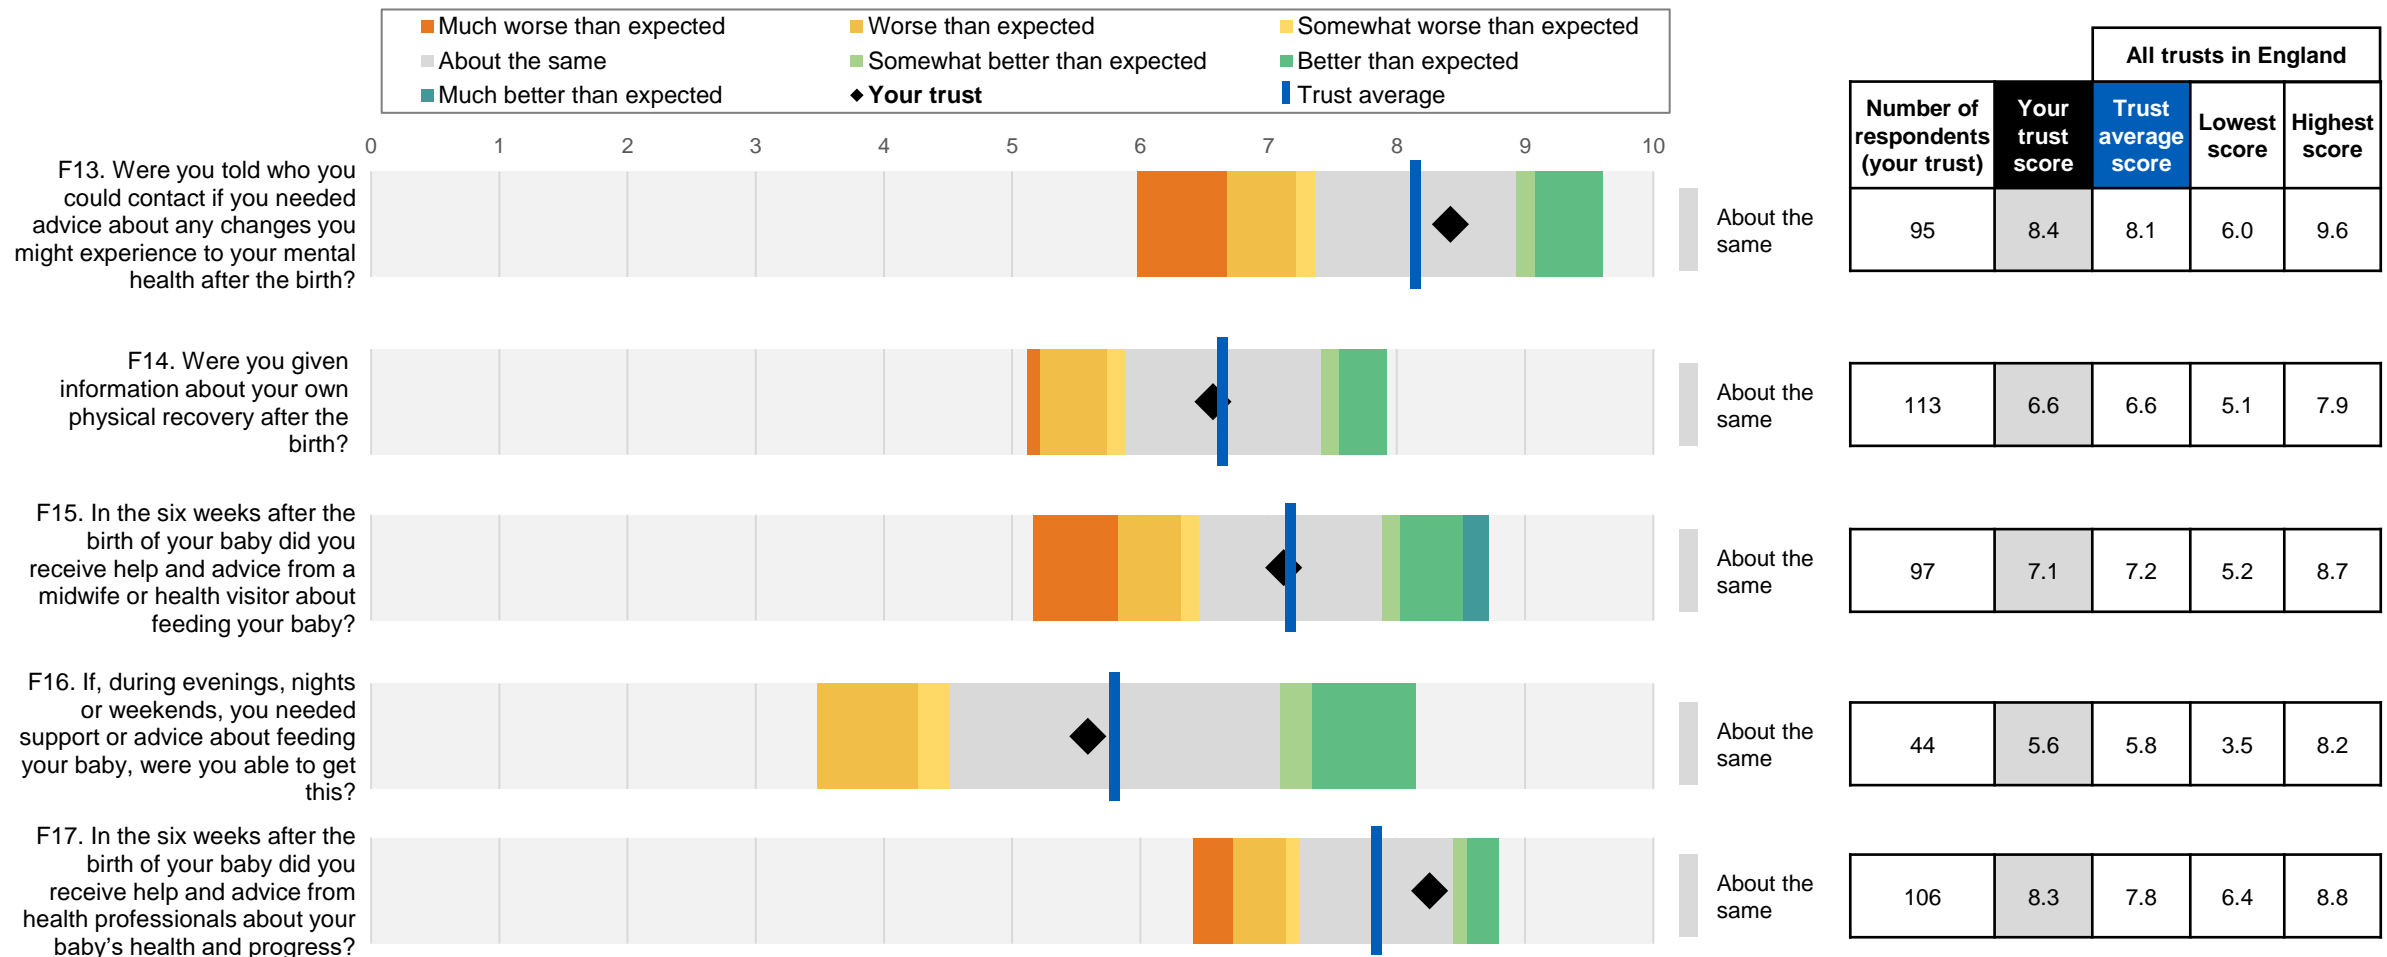 Much worse than expected
Worse than expected
Somewhat worse than expected
About the same
Somewhat better than expected
Better than expected
Much better than expected
Your trust
Trust average
All trusts in England
Number of respondents (your trust)
Your trust score
Trust average score
Lowest score
Highest score
0 1 2 3 4 5 6 7 8 9 10
F13. Were you told who you
could contact if you needed
advice about any changes you
might experience to your mental
health after the birth?
About the
same
95 8.4 8.1 6.0 9.6
F14. Were you given
information about your own
physical recovery after the
birth?
About the
same
113 6.6 6.6 5.1 7.9
F15. In the six weeks after the
birth of your baby did you
receive help and advice from a
midwife or health visitor about
feeding your baby?
About the
same
97 7.1 7.2 5.2 8.7
F16. If, during evenings, nights
or weekends, you needed
support or advice about feeding
your baby, were you able to get
this?
About the
same
44 5.6 5.8 3.5 8.2
F17. In the six weeks after the
birth of your baby did you
receive help and advice from
health professionals about your
baby's health and progress?
About the
same
106 8.3 7.8 6.4 8.8